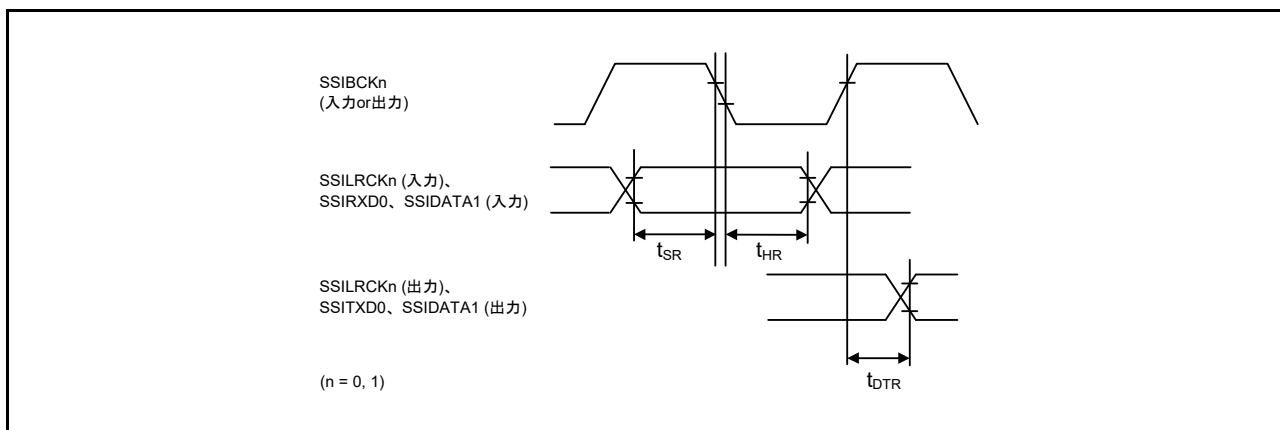 SSIBCKn
(入力or出力)
SSILRCKn (入力)、
SSIRXD0、SSIDATA1 (入力)
tSR
tHR
SSILRCKn (出力)、
SSITXD0、SSIDATA1 (出力)
tDTR
(n = 0, 1)